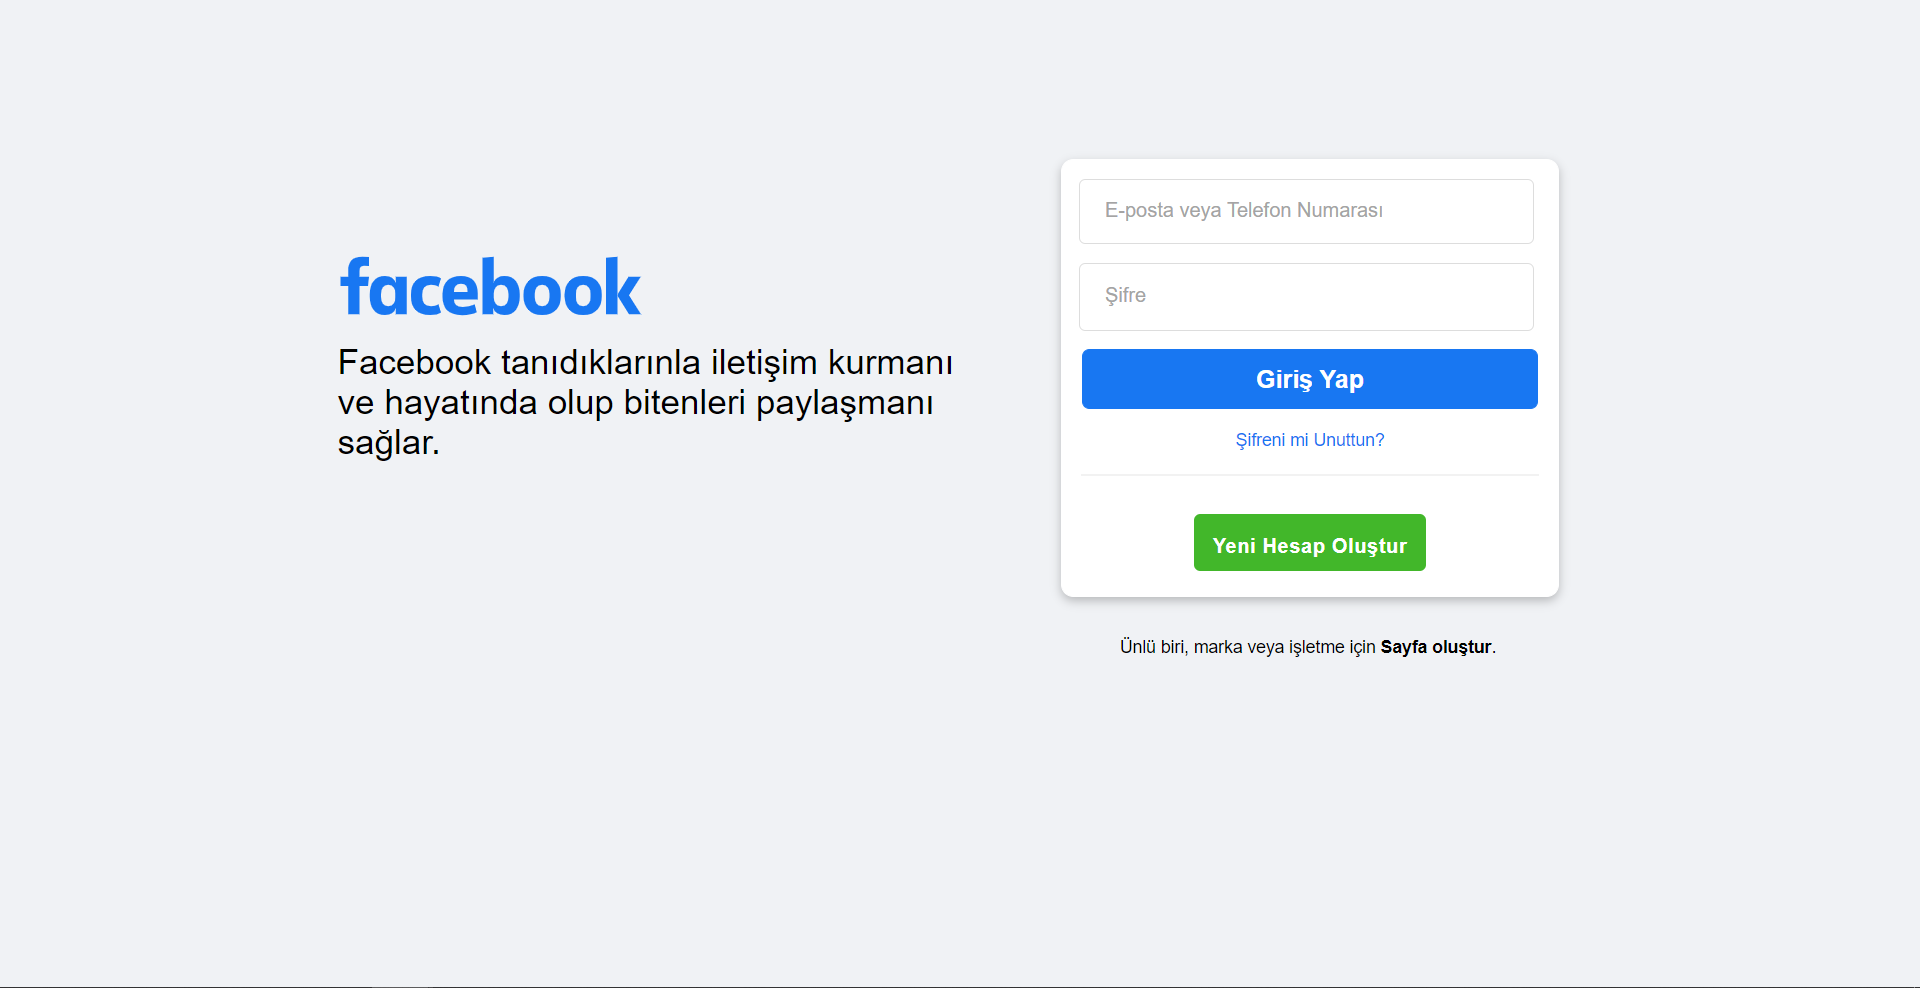 facebook
Facebook tanıdıklarınla iletişim kurmanı
ve hayatında olup bitenleri paylaşmanı
sağlar.
E-posta veya Telefon Numarası
Şifre
Giriş Yap
Şifreni mi Unuttun?
Yeni Hesap Oluştur
Ünlü biri, marka veya işletme için Sayfa oluştur.